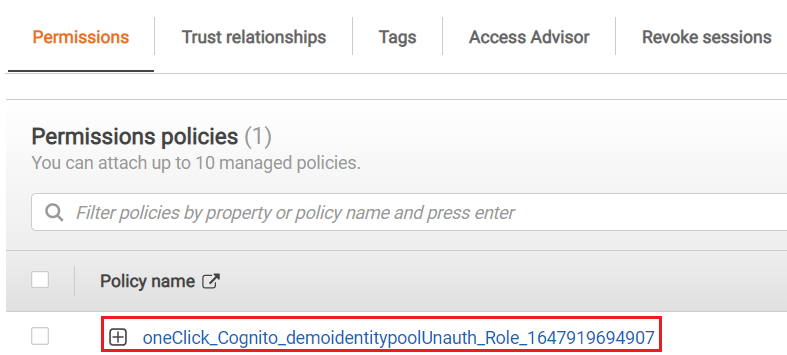 Permissions Trust relationships Tags Access Advisor Revoke sessions
Permissions policies (1)
You can attach up to 10 managed policies.
Filter policies by property or policy name and press enter
Policy name
oneClick_Cognito_demoidentitypoolUnauth_Role_1647919694907